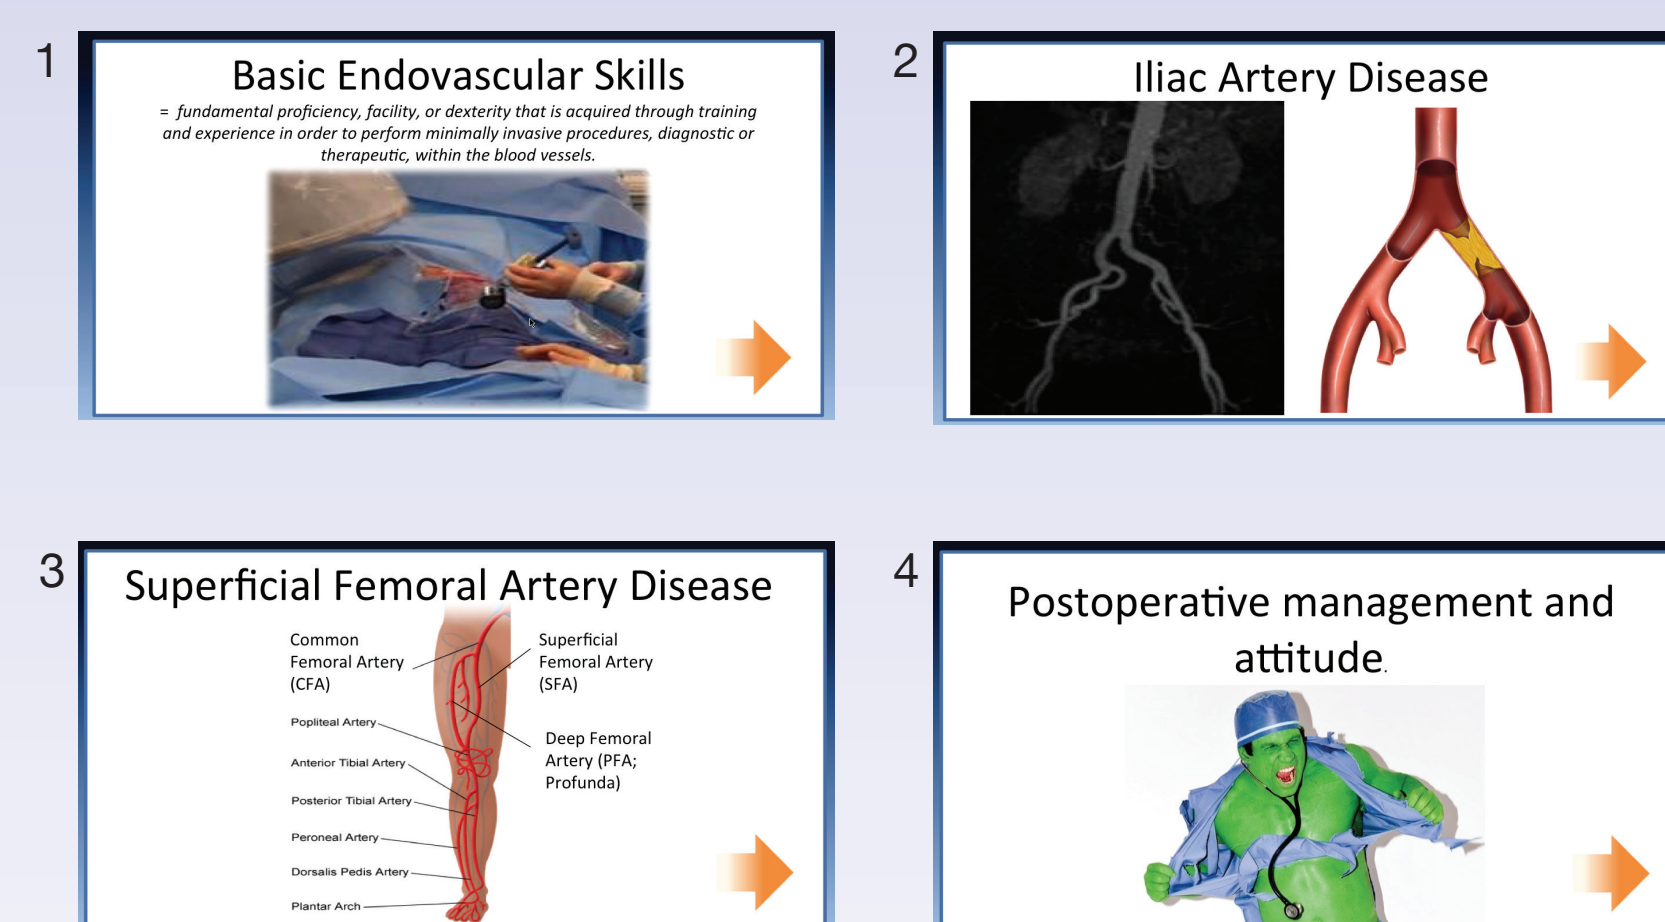 1
Basic Endovascular Skills
= fundamental proficiency, facility, or dexterity that is acquired through training
and experience in order to perform minimally invasive procedures, diagnostic or
therapeutic, within the blood vessels.
2
Iliac Artery Disease
3
Superficial Femoral Artery Disease
Common
Femoral Artery
(CFA)
Superficial
Femoral Artery
(SFA)
Popliteal Artery
Deep Femoral
Artery (PFA;
Profunda)
Anterior Tibial Artery
Posterior Tibial Artery
Peroneal Artery
Dorsalis Pedis Artery
Plantar Arch
4
Postoperative management and
attitude.